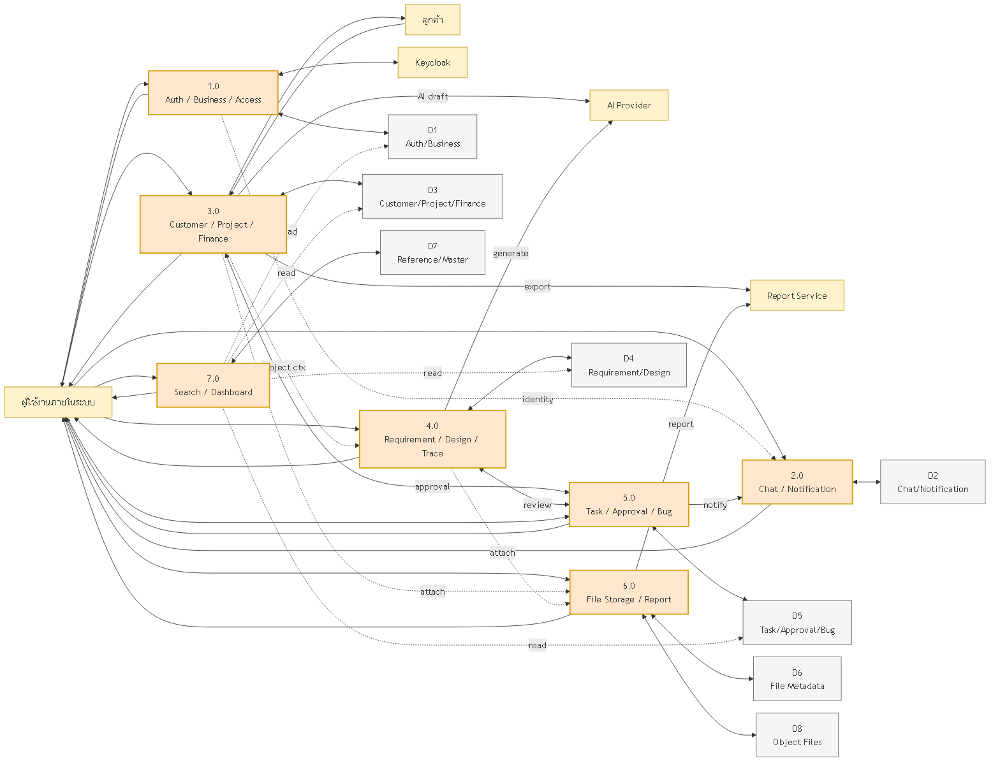 ลูกค้า
Keycloak
1.0
Auth / Business / Access
AI draft
AI Provider
D1
Auth/Business
D3
Customer/Project/Finance
3.0
Customer / Project /
Finance
ad
D7
Reference/Master
generate
read
export
Report Service
D4
Requirement/Design
oject ctx
read
7.0
Search / Dashboard
ผู้ใช้งานภายในระบบ
identity
4.0
Requirement / Design /
Trace
report
2.0
Chat / Notification
D2
Chat/Notification
approval
5.0
Task / Approval / Bug
review
notify
attach
6.0
File Storage / Report
attach
D5
Task/Approval/Bug
read
D6
File Metadata
D8
Object Files